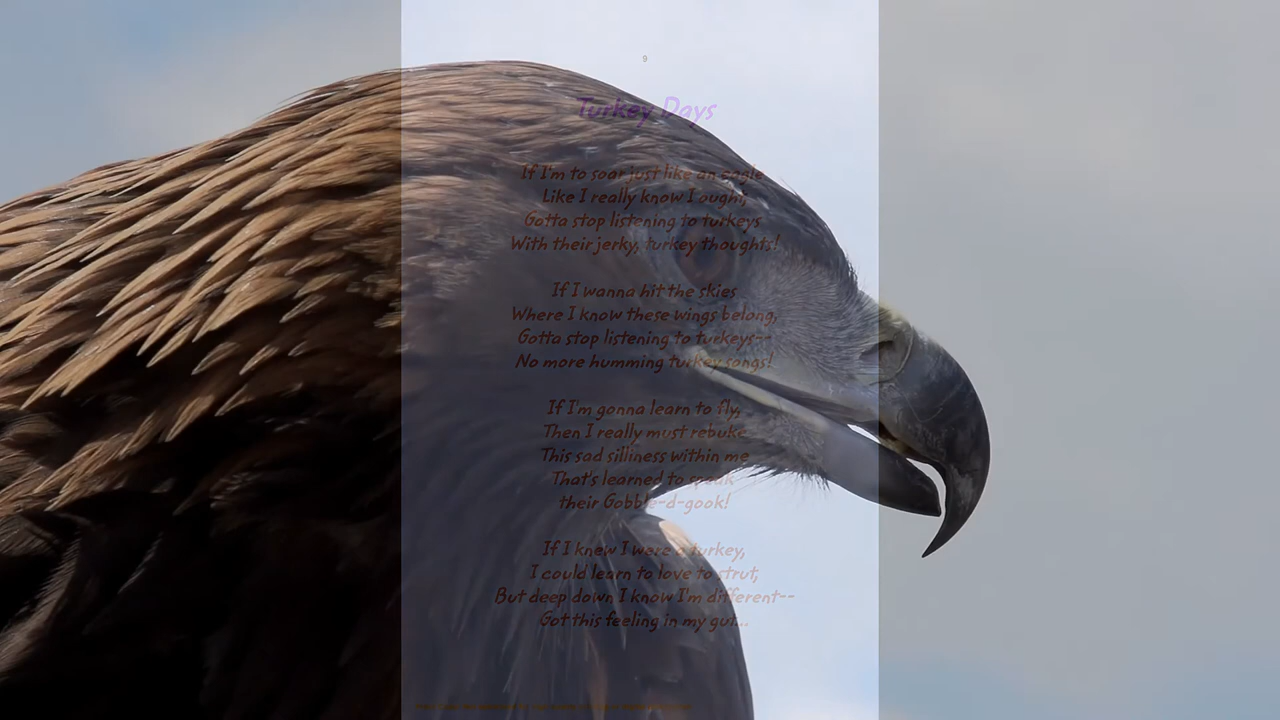 9
Turkey Days
If I'm to soar just like an eagle
Like I really know I ought,
Gotta stop listening to turkeys
With their jerky, turkey thoughts!
If I wanna hit the skies
Where I know these wings belong,
Gotta stop listening to turkeys--
No more humming turkey songs!
If I'm gonna learn to fly,
Then I really must rebuke
This sad silliness within me
That's learned to speak
their Gobble-d-gook!
If I knew I were a turkey,
I could learn to love to strut,
But deep down I know I'm different--
Got this feeling in my gut...